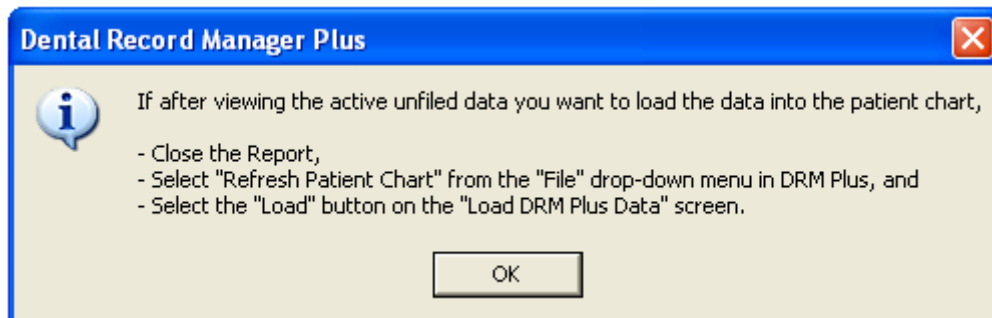 Dental Record Manager Plus
If after viewing the active unfiled data you want to load the data into the patient chart,
- Close the Report,
- Select "Refresh Patient Chart" from the "File" drop-down menu in DRM Plus, and
- Select the "Load" button on the "Load DRM Plus Data" screen.
OK